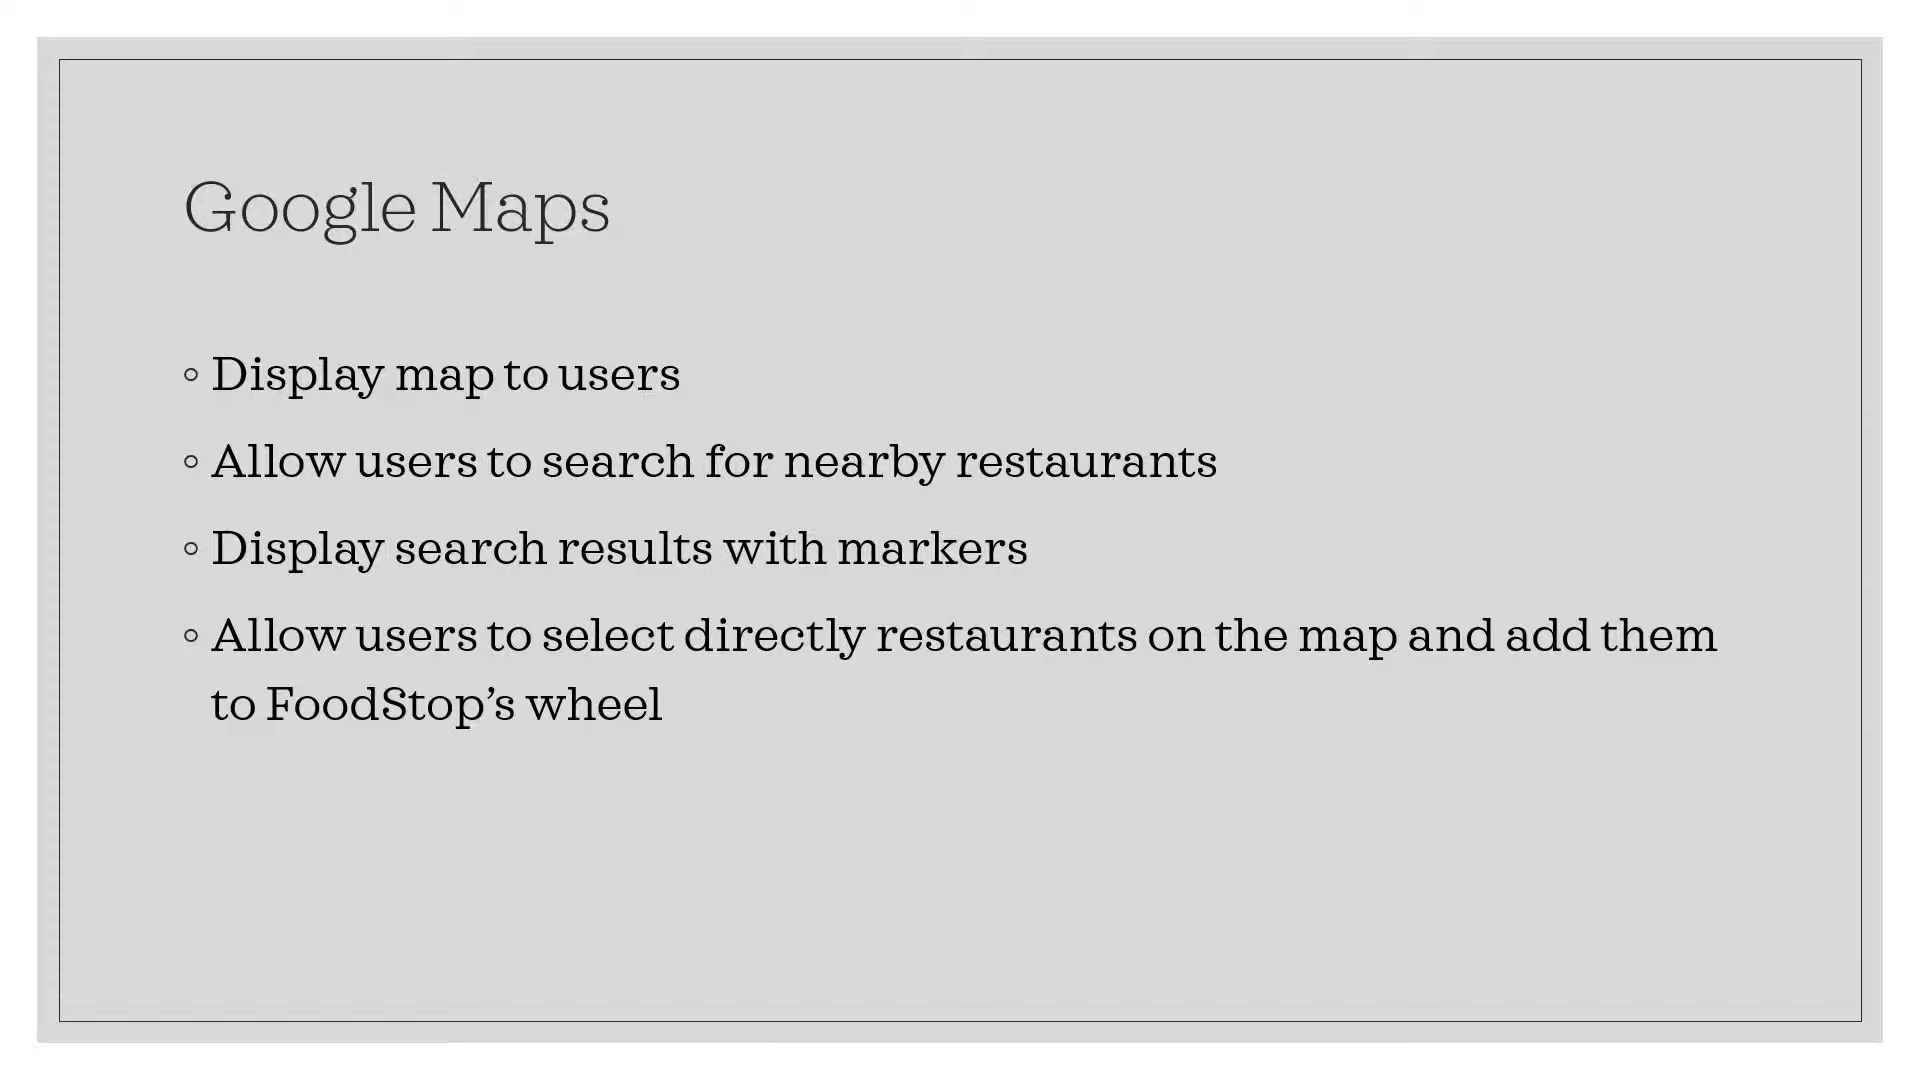 Google Maps
◦ Display map to users
◦ Allow users to search for nearby restaurants
◦ Display search results with markers
◦ Allow users to select directly restaurants on the map and add them
to FoodStop’s wheel